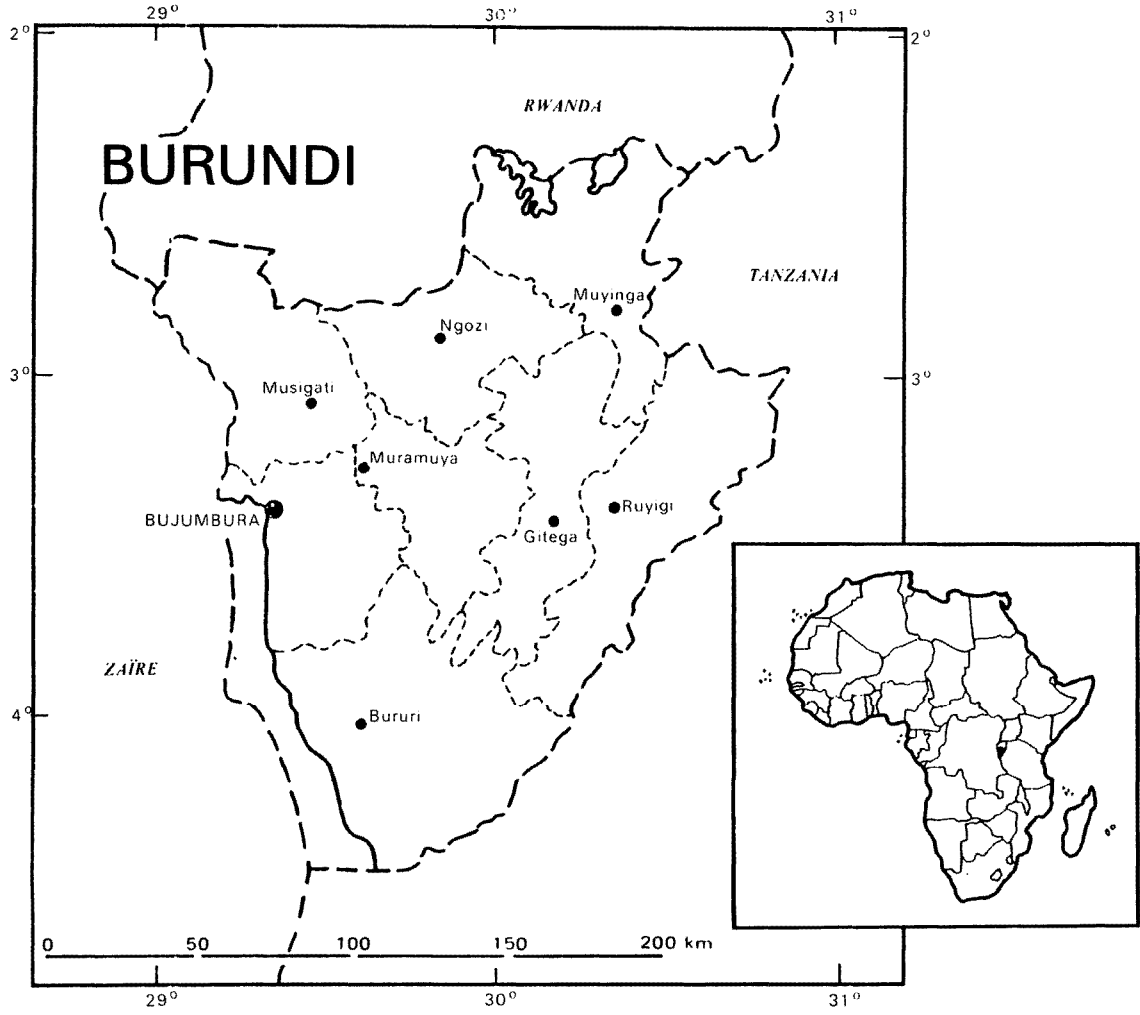 29° 30° 31°
2° 2°
RWANDA
BURUNDI
TANZANIA
Muyinga
Ngozi
3° 3°
Musigati
Muramuya
Ruyigi
BUJUMBURA
Gitega
ZAÏRE
4°
Bururi
0 50 100 150 200 km
29° 30° 31°